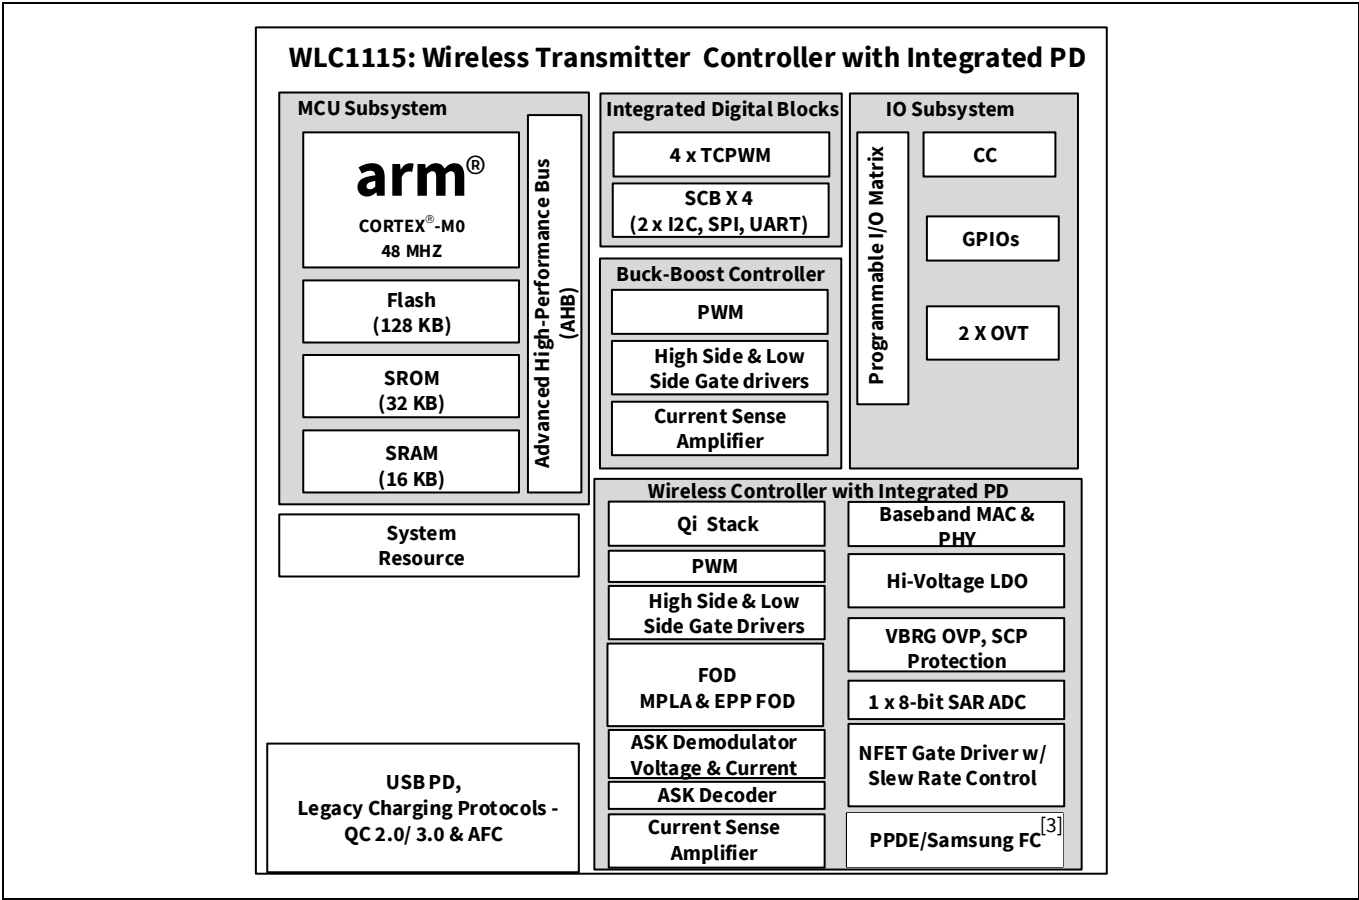 WLC1115: Wireless Transmitter Controller with Integrated PD
MCU Subsystem
arm®
CORTEX®-M0
48 MHZ
Flash
(128 KB)
SROM
(32 KB)
SRAM
(16 KB)
Advanced High-Performance Bus
(AHB)
System
Resource
USB PD,
Legacy Charging Protocols -
QC 2.0/ 3.0 & AFC
Integrated Digital Blocks
4 x TCPWM
SCB X 4
(2 x I2C, SPI, UART)
Buck-Boost Controller
PWM
High Side & Low
Side Gate drivers
Current Sense
Amplifier
IO Subsystem
Programmable I/O Matrix
CC
GPIOs
2 X OVT
Wireless Controller with Integrated PD
Qi Stack
PWM
High Side & Low
Side Gate Drivers
FOD
MPLA & EPP FOD
ASK Demodulator
Voltage & Current
ASK Decoder
Current Sense
Amplifier
Baseband MAC &
PHY
Hi-Voltage LDO
VBRG OVP, SCP
Protection
1 x 8-bit SAR ADC
NFET Gate Driver w/
Slew Rate Control
PPDE/Samsung FC[3]